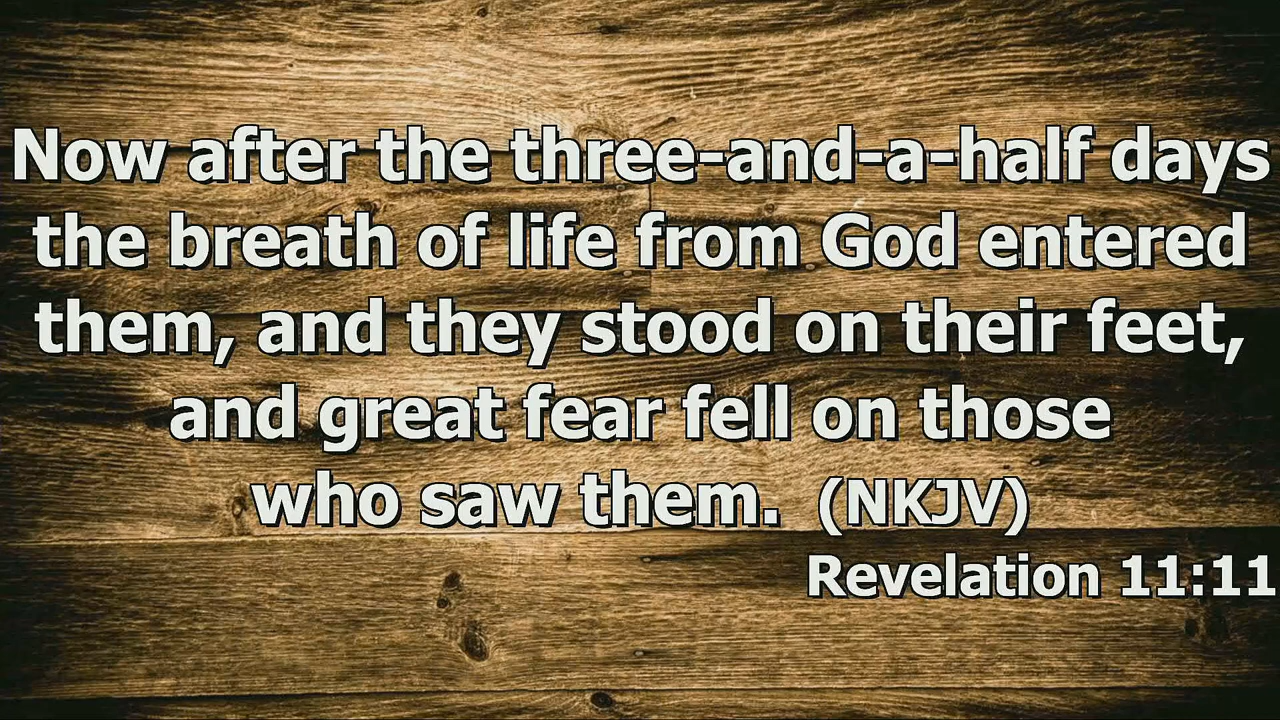 Now after the three-and-a-half days
the breath of life from God entered
them, and they stood on their feet,
and great fear fell on those
who saw them. (NKJV)
Revelation 11:11